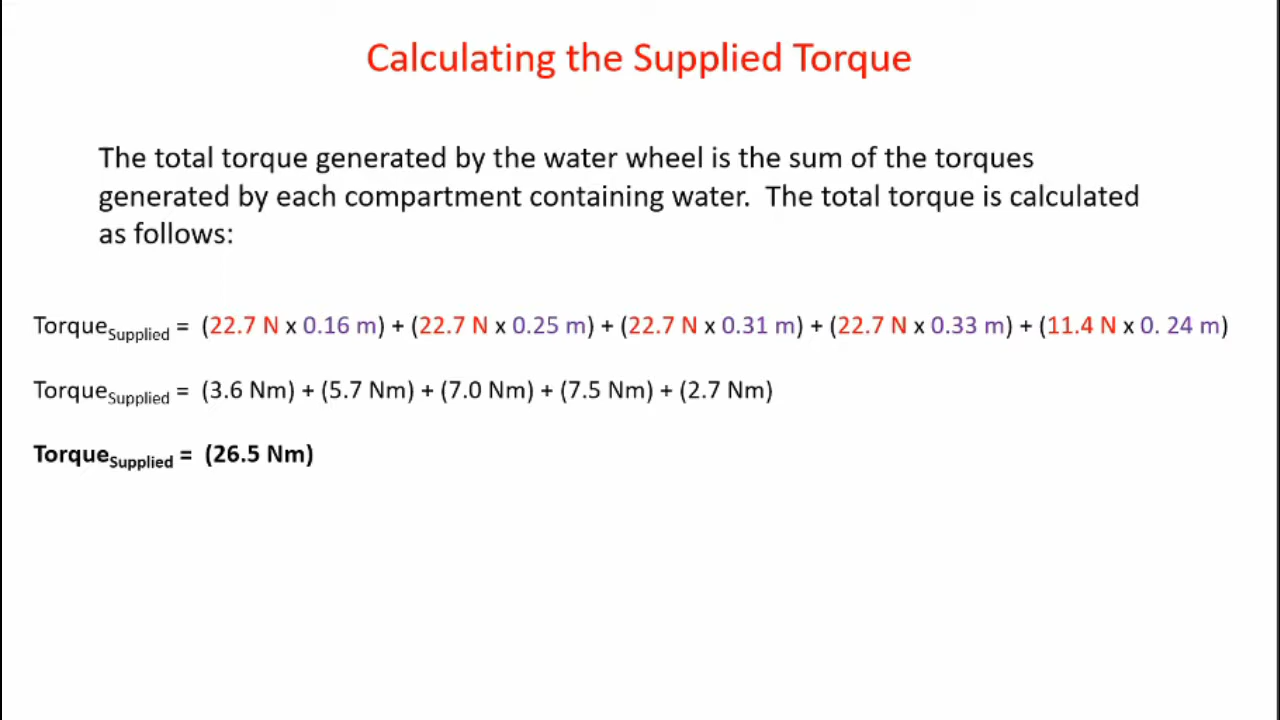 Calculating the Supplied Torque
The total torque generated by the water wheel is the sum of the torques
generated by each compartment containing water.  The total torque is calculated
as follows:
Torque_Supplied = (22.7 N x 0.16 m) + (22.7 N x 0.25 m) + (22.7 N x 0.31 m) + (22.7 N x 0.33 m) + (11.4 N x 0. 24 m)
Torque_Supplied = (3.6 Nm) + (5.7 Nm) + (7.0 Nm) + (7.5 Nm) + (2.7 Nm)
Torque_Supplied = (26.5 Nm)